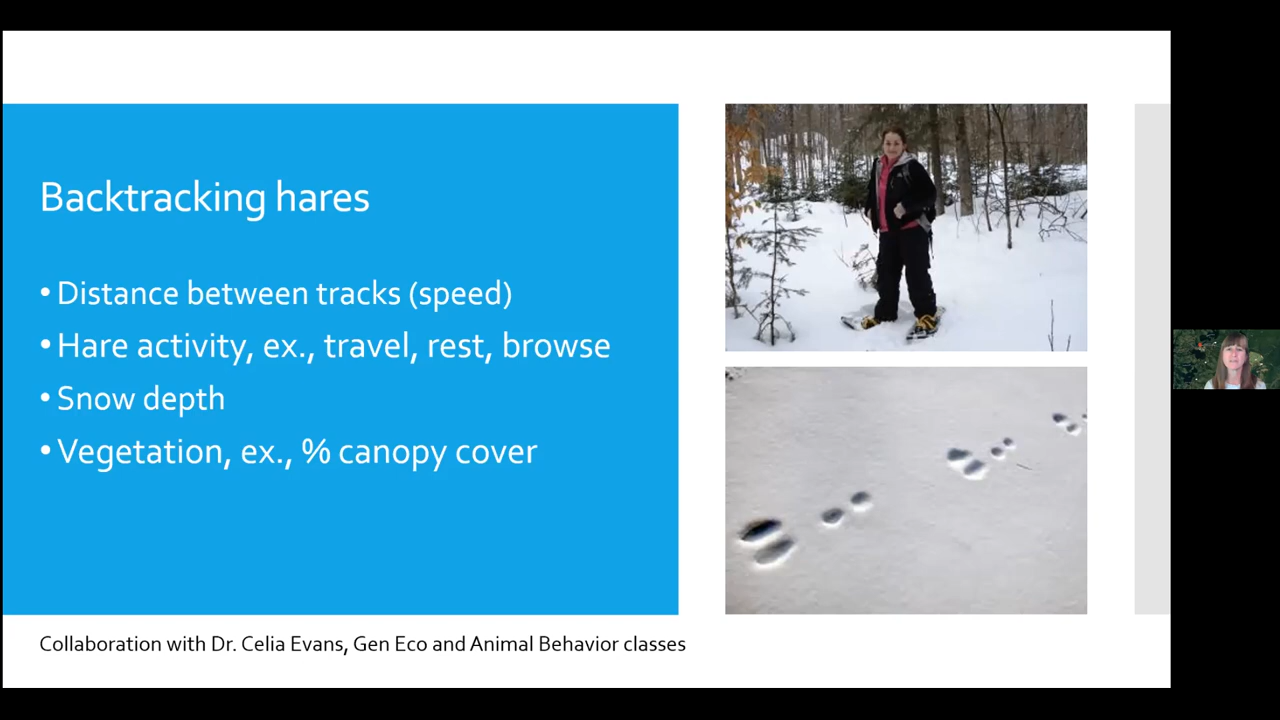 Backtracking hares
• Distance between tracks (speed)
• Hare activity, ex., travel, rest, browse
• Snow depth
• Vegetation, ex., % canopy cover
Collaboration with Dr. Celia Evans, Gen Eco and Animal Behavior classes